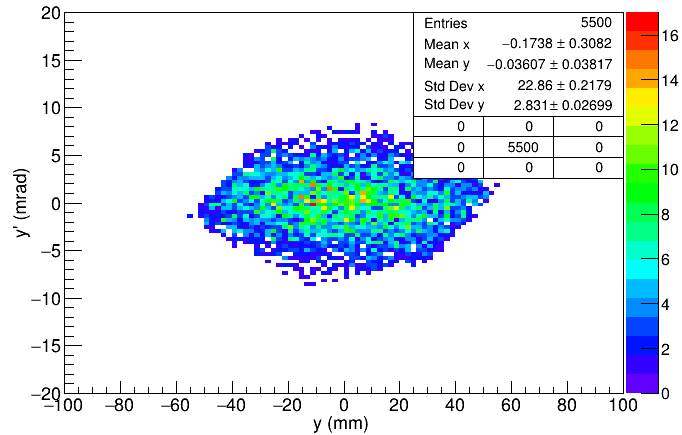 20
15
10
5
0
−5
−10
−15
−20
y' (mrad)
−100 −80 −60 −40 −20 0 20 40 60 80 100
y (mm)
Entries 5500
Mean x −0.1738 ± 0.3082
Mean y −0.03607 ± 0.03817
Std Dev x 22.86 ± 0.2179
Std Dev y 2.831 ± 0.02699
0 0 0
0 5500 0
0 0 0
16
14
12
10
8
6
4
2
0